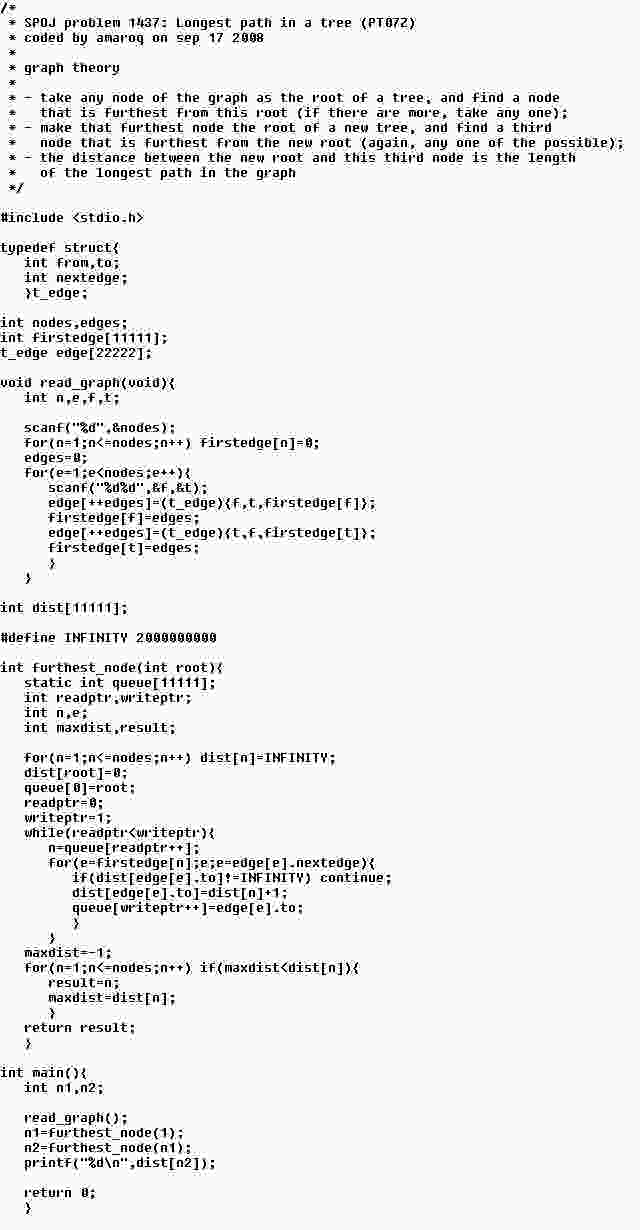 /*
 * SPOJ problem 1437: Longest path in a tree (PT07Z)
 * coded by amaroq on sep 17 2008
 *
 * graph theory
 *
 * - take any node of the graph as the root of a tree, and find a node
 *   that is furthest from this root (if there are more, take any one);
 * - make that furthest node the root of a new tree, and find a third
 *   node that is furthest from the new root (again, any one of the possible);
 * - the distance between the new root and this third node is the length
 *   of the longest path in the graph
 */

#include <stdio.h>

typedef struct{
   int from,to;
   int nextedge;
   }t_edge;

int nodes,edges;
int firstedge[11111];
t_edge edge[22222];

void read_graph(void){
   int n,e,f,t;

   scanf("%d",&nodes);
   for(n=1;n<=nodes;n++) firstedge[n]=0;
   edges=0;
   for(e=1;e<nodes;e++){
      scanf("%d%d",&f,&t);
      edge[++edges]=(t_edge){f,t,firstedge[f]};
      firstedge[f]=edges;
      edge[++edges]=(t_edge){t,f,firstedge[t]};
      firstedge[t]=edges;
      }
   }

int dist[11111];

#define INFINITY 2000000000

int furthest_node(int root){
   static int queue[11111];
   int readptr,writeptr;
   int n,e;
   int maxdist,result;

   for(n=1;n<=nodes;n++) dist[n]=INFINITY;
   dist[root]=0;
   queue[0]=root;
   readptr=0;
   writeptr=1;
   while(readptr<writeptr){
      n=queue[readptr++];
      for(e=firstedge[n];e;e=edge[e].nextedge){
         if(dist[edge[e].to]!=INFINITY) continue;
         dist[edge[e].to]=dist[n]+1;
         queue[writeptr++]=edge[e].to;
         }
      }
   maxdist=-1;
   for(n=1;n<=nodes;n++) if(maxdist<dist[n]){
      result=n;
      maxdist=dist[n];
      }
   return result;
   }

int main(){
   int n1,n2;

   read_graph();
   n1=furthest_node(1);
   n2=furthest_node(n1);
   printf("%d\n",dist[n2]);

   return 0;
   }